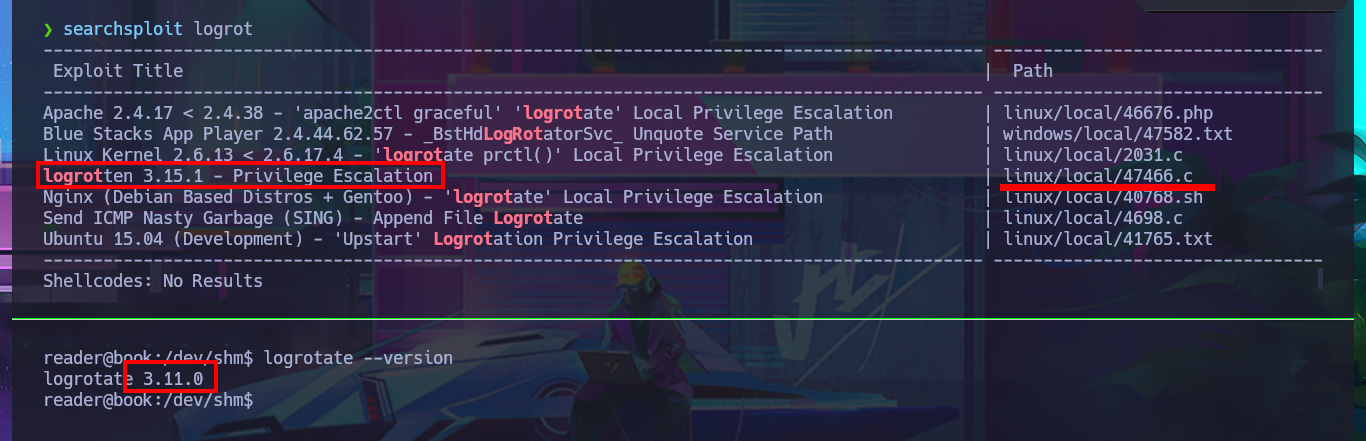 ❯ searchsploit logrot
---------------------------------------------------------------------------------------------- ---------------------------------
 Exploit Title                                                                                |  Path
---------------------------------------------------------------------------------------------- ---------------------------------
Apache 2.4.17 < 2.4.38 - 'apache2ctl graceful' 'logrotate' Local Privilege Escalation         | linux/local/46676.php
Blue Stacks App Player 2.4.44.62.57 - _BstHdLogRotatorSvc_ Unquote Service Path               | windows/local/47582.txt
Linux Kernel 2.6.13 < 2.6.17.4 - 'logrotate prctl()' Local Privilege Escalation               | linux/local/2031.c
logrotten 3.15.1 - Privilege Escalation                                                       | linux/local/47466.c
Nginx (Debian Based Distros + Gentoo) - 'logrotate' Local Privilege Escalation                | linux/local/40768.sh
Send ICMP Nasty Garbage (SING) - Append File Logrotate                                        | linux/local/4698.c
Ubuntu 15.04 (Development) - 'Upstart' Logrotation Privilege Escalation                       | linux/local/41765.txt
---------------------------------------------------------------------------------------------- ---------------------------------
Shellcodes: No Results
reader@book:/dev/shm$ logrotate --version
logrotate 3.11.0
reader@book:/dev/shm$